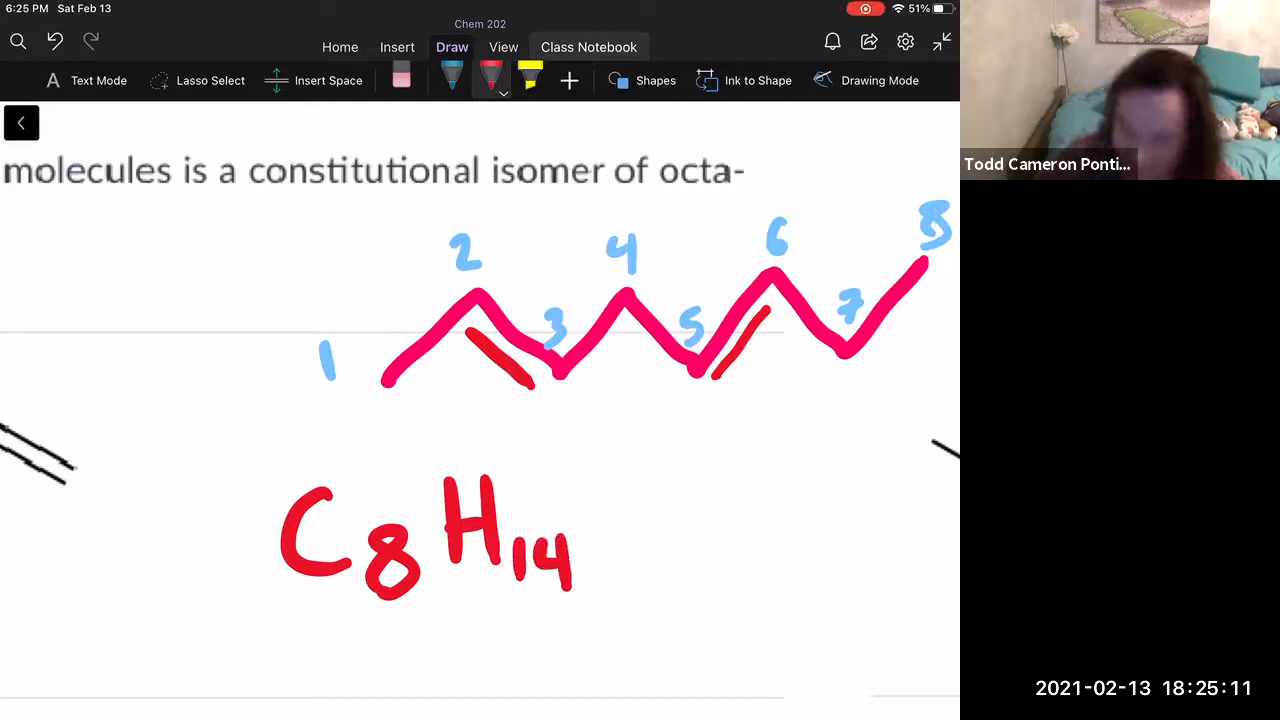 6:25 PM Sat Feb 13
51%
Chem 202
Home Insert Draw View Class Notebook
Text Mode Lasso Select Insert Space Shapes Ink to Shape Drawing Mode
molecules is a constitutional isomer of octa-
1 2 3 4 5 6 7 8
C8H14
Todd Cameron Ponti...
2021-02-13 18:25:11